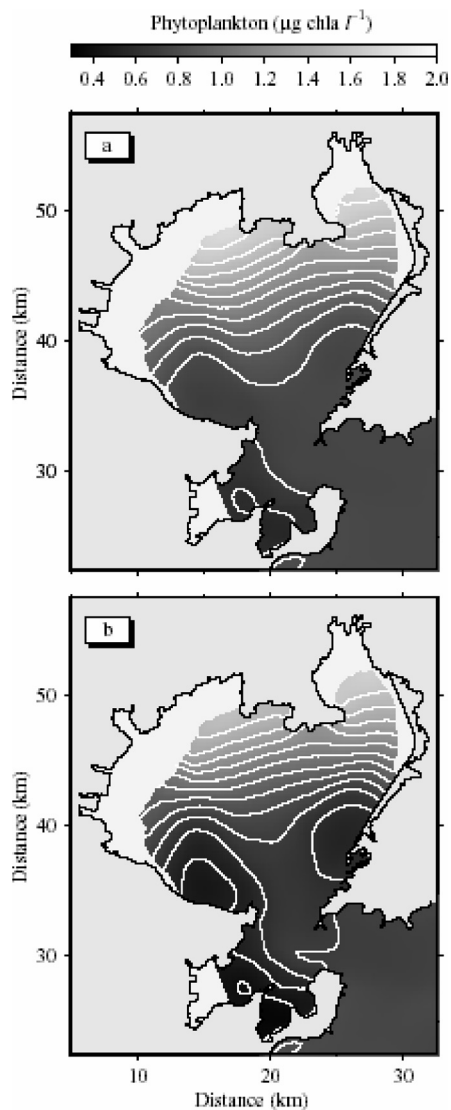 Phytoplankton (μg chla l⁻¹)
0.4 0.6 0.8 1.0 1.2 1.4 1.6 1.8 2.0
a
50
40
30
Distance (km)
b
50
40
30
Distance (km)
10 20 30
Distance (km)